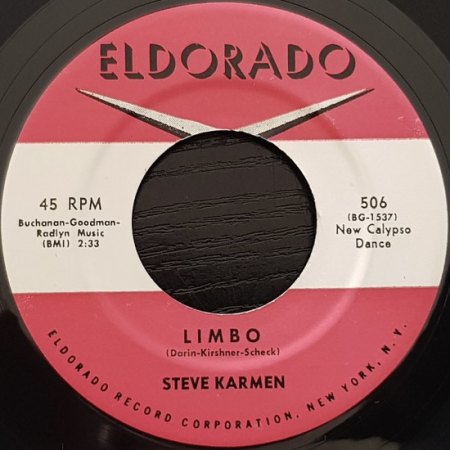 ELDORADO
45 RPM
Buchanan-Goodman-
Radlyn Music
(BMI) 2:33
506
(BG-1537)
New Calypso
Dance
LIMBO
(Darin-Kirshner-Scheck)
STEVE KARMEN
ELDORADO RECORD CORPORATION, NEW YORK, N. Y.